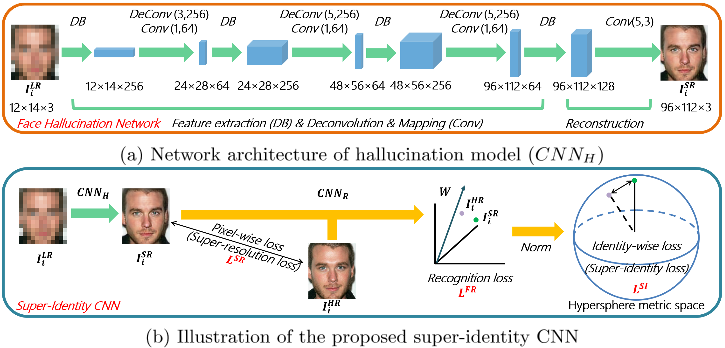 DB DeConv (3,256) DB DeConv (5,256) DB DeConv (5,256) DB Conv(5,3)
Conv (1,64) Conv (1,64) Conv (1,64)
I_i^{LR} 12×14×256 24×28×64 24×28×256 48×56×64 48×56×256 96×112×64 96×112×128 I_i^{SR}
12×14×3 96×112×3
Face Hallucination Network Feature extraction (DB) & Deconvolution & Mapping (Conv) Reconstruction
(a) Network architecture of hallucination model (CNN_H)
CNN_H CNN_R W I_i^{HR}
I_i^{SR}
Pixel-wise loss
(Super-resolution loss)
L^{SR}
Norm
Identity-wise loss
(Super-identity loss)
L^{SI}
I_i^{LR} I_i^{SR} I_i^{HR}
Recognition loss
L^{FR}
Super-Identity CNN Hypersphere metric space
(b) Illustration of the proposed super-identity CNN